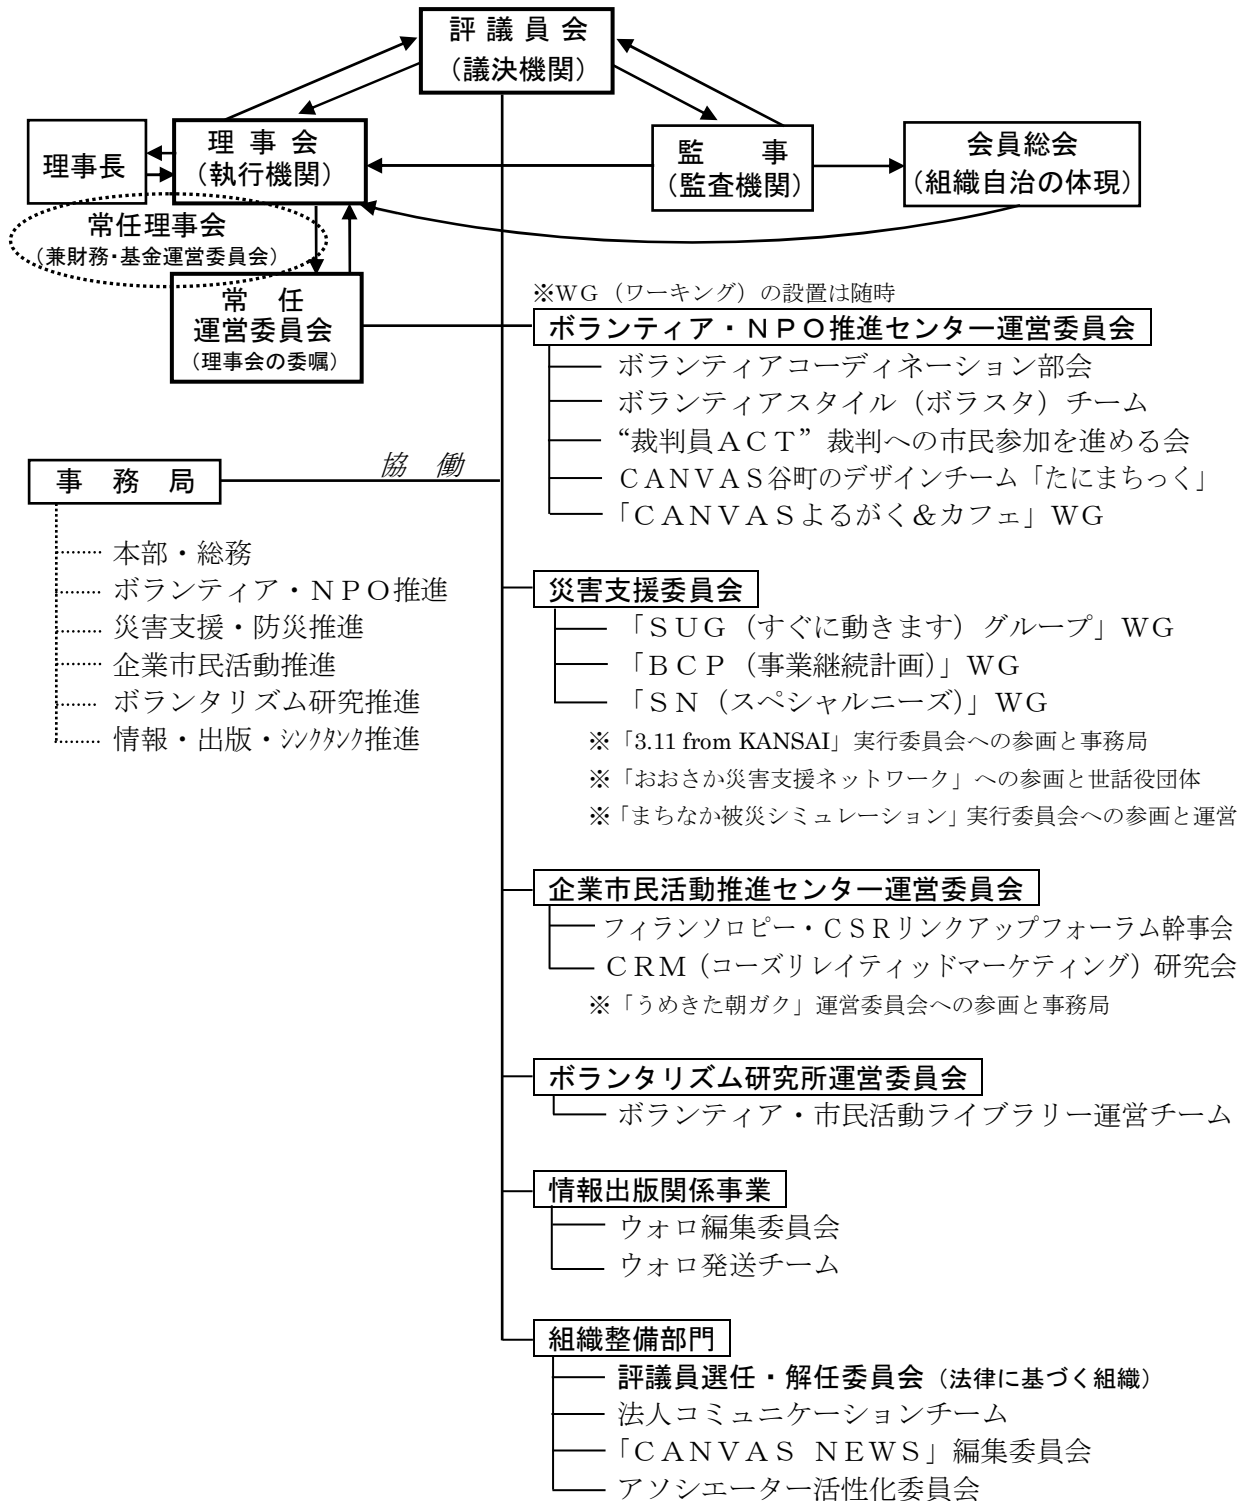 評議員会
(議決機関)
理事長
理事会
(執行機関)
監　　事
(監査機関)
会員総会
(組織自治の体現)
常任理事会
(兼財務・基金運営委員会)
常　任
運営委員会
(理事会の委嘱)
※WG（ワーキング）の設置は随時
ボランティア・ＮＰＯ推進センター運営委員会
ボランティアコーディネーション部会
ボランティアスタイル（ボラスタ）チーム
“裁判員ＡＣＴ”裁判への市民参加を進める会
ＣＡＮＶＡＳ谷町のデザインチーム「たにまちっく」
「ＣＡＮＶＡＳよるがく＆カフェ」ＷＧ
事　務　局
協　働
本部・総務
ボランティア・ＮＰＯ推進
災害支援・防災推進
企業市民活動推進
ボランタリズム研究推進
情報・出版・ｼﾝｸﾀﾝｸ推進
災害支援委員会
「ＳＵＧ（すぐに動きます）グループ」ＷＧ
「ＢＣＰ（事業継続計画）」ＷＧ
「ＳＮ（スペシャルニーズ）」ＷＧ
※「3.11 from KANSAI」実行委員会への参画と事務局
※「おおさか災害支援ネットワーク」への参画と世話役団体
※「まちなか被災シミュレーション」実行委員会への参画と運営
企業市民活動推進センター運営委員会
フィランソロピー・ＣＳＲリンクアップフォーラム幹事会
ＣＲＭ（コーズリレイティッドマーケティング）研究会
※「うめきた朝ガク」運営委員会への参画と事務局
ボランタリズム研究所運営委員会
ボランティア・市民活動ライブラリー運営チーム
情報出版関係事業
ウォロ編集委員会
ウォロ発送チーム
組織整備部門
評議員選任・解任委員会（法律に基づく組織）
法人コミュニケーションチーム
「ＣＡＮＶＡＳ　ＮＥＷＳ」編集委員会
アソシエーター活性化委員会